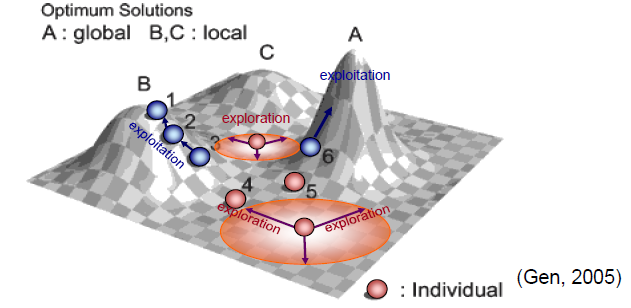 Optimum Solutions
A : global B,C : local
A
C
exploitation
B
1
exploration
2
3
exploitation
6
4
5
exploration
exploration
: Individual
(Gen, 2005)